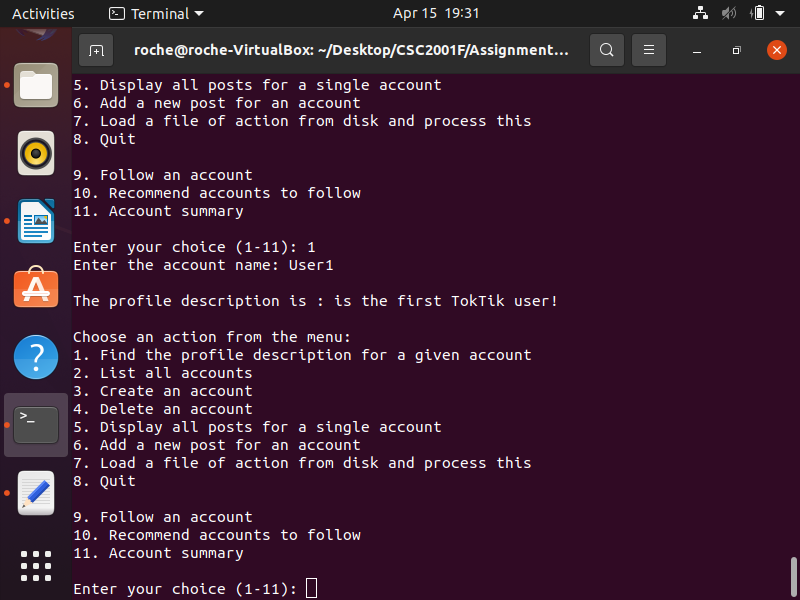 Activities
Terminal
Apr 15 19:31
roche@roche-VirtualBox: ~/Desktop/CSC2001F/Assignment...
5. Display all posts for a single account
6. Add a new post for an account
7. Load a file of action from disk and process this
8. Quit
9. Follow an account
10. Recommend accounts to follow
11. Account summary
Enter your choice (1-11): 1
Enter the account name: User1
The profile description is : is the first TokTik user!
Choose an action from the menu:
1. Find the profile description for a given account
2. List all accounts
3. Create an account
4. Delete an account
5. Display all posts for a single account
6. Add a new post for an account
7. Load a file of action from disk and process this
8. Quit
9. Follow an account
10. Recommend accounts to follow
11. Account summary
Enter your choice (1-11):